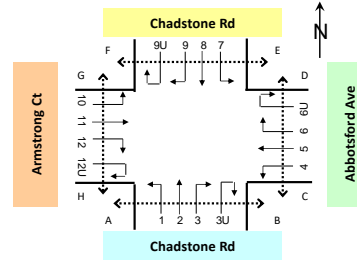 Chadstone Rd
N
F
9U 9 8 7
E
G
D
Armstrong Ct
10
11
12
12U
6U
6
5
4
Abbotsford Ave
H
C
A
1 2 3 3U
B
Chadstone Rd